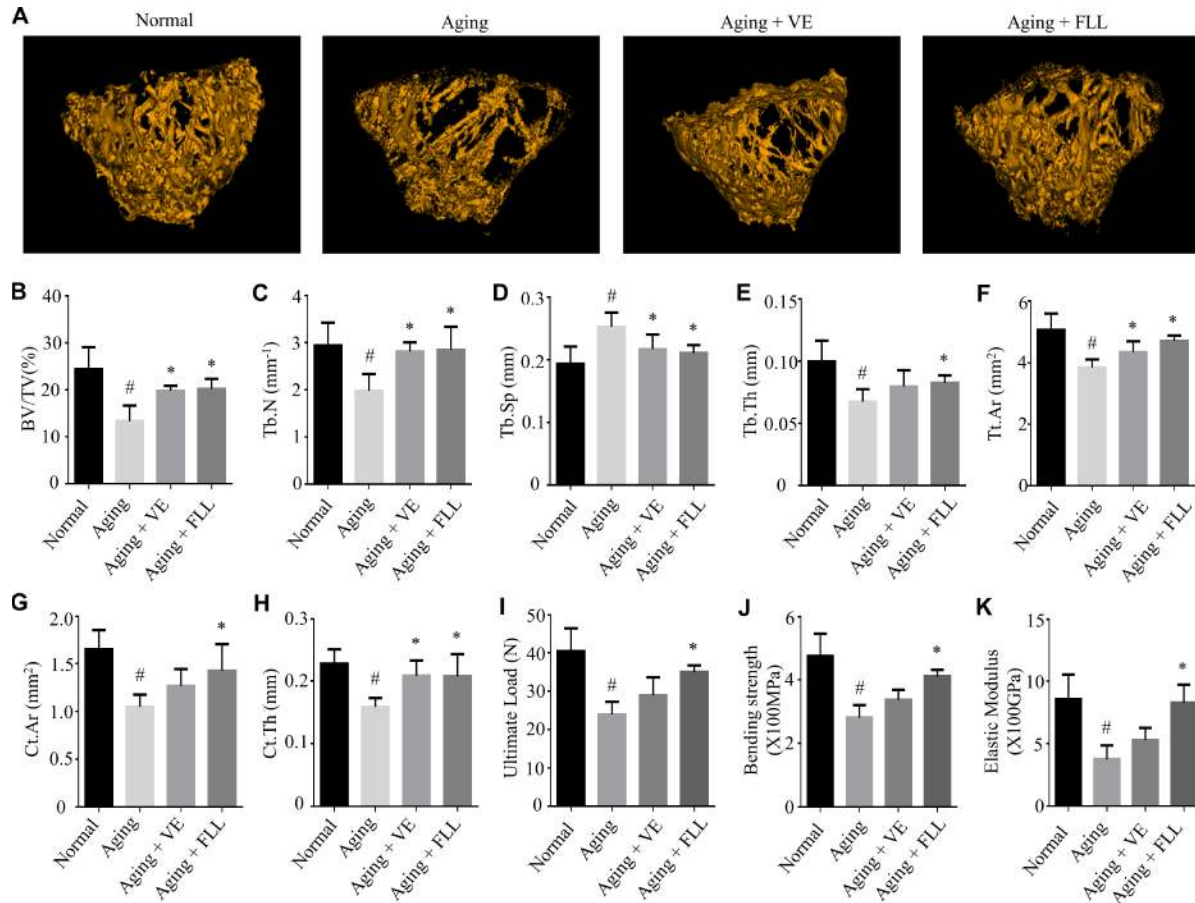 A
Normal
Aging
Aging + VE
Aging + FLL
B
BV/TV(%)
40
30
20
10
0
#
*
*
Normal
Aging
Aging + VE
Aging + FLL
C
Tb.N (mm⁻¹)
4
3
2
1
0
#
*
*
Normal
Aging
Aging + VE
Aging + FLL
D
Tb.Sp (mm)
0.3
0.2
0.1
0
#
*
*
Normal
Aging
Aging + VE
Aging + FLL
E
Tb.Th (mm)
0.15
0.10
0.05
0
#
*
Normal
Aging
Aging + VE
Aging + FLL
F
Tt.Ar (mm²)
6
4
2
0
#
*
*
Normal
Aging
Aging + VE
Aging + FLL
G
Ct.Ar (mm²)
2.0
1.5
1.0
0.5
0
#
*
Normal
Aging
Aging + VE
Aging + FLL
H
Ct.Th (mm)
0.3
0.2
0.1
0
#
*
*
Normal
Aging
Aging + VE
Aging + FLL
I
Ultimate Load (N)
50
40
30
20
10
0
#
*
Normal
Aging
Aging + VE
Aging + FLL
J
Bending strength
(X100MPa)
6
4
2
0
#
*
Normal
Aging
Aging + VE
Aging + FLL
K
Elastic Modulus
(X100GPa)
15
10
5
0
#
*
Normal
Aging
Aging + VE
Aging + FLL